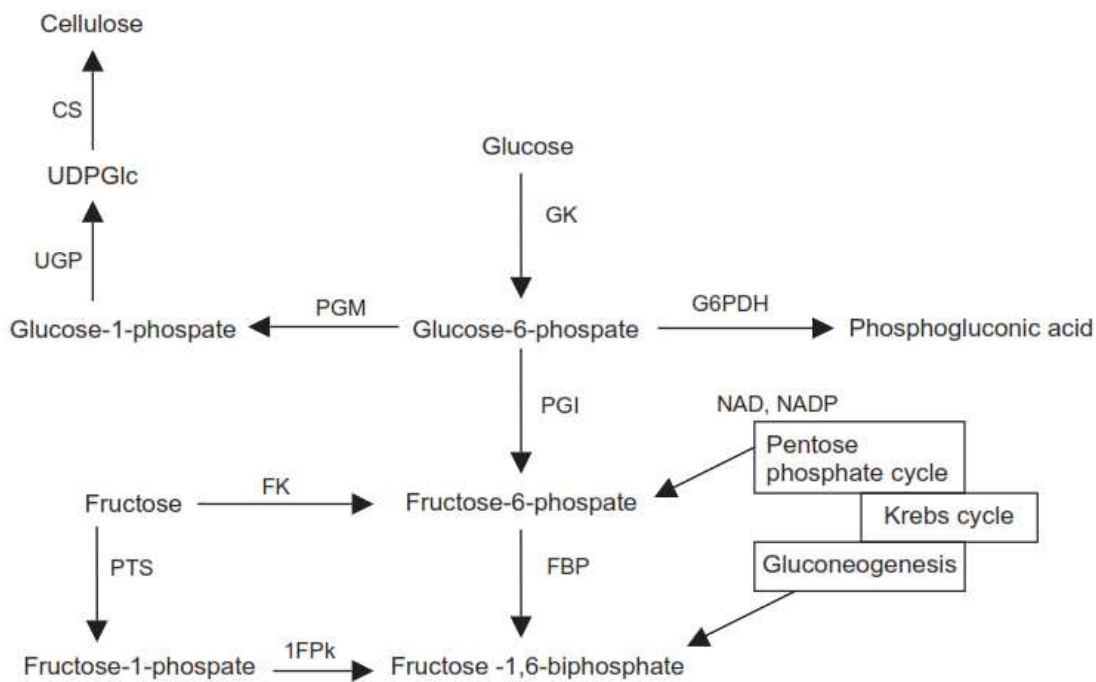 Cellulose
CS
UDPGlc
Glucose
GK
UGP
PGM
G6PDH
Glucose-1-phospate
Glucose-6-phospate
Phosphogluconic acid
PGI
NAD, NADP
Pentose
phosphate cycle
Fructose
FK
Fructose-6-phospate
Krebs cycle
PTS
FBP
Gluconeogenesis
Fructose-1-phospate
1FPk
Fructose -1,6-biphosphate